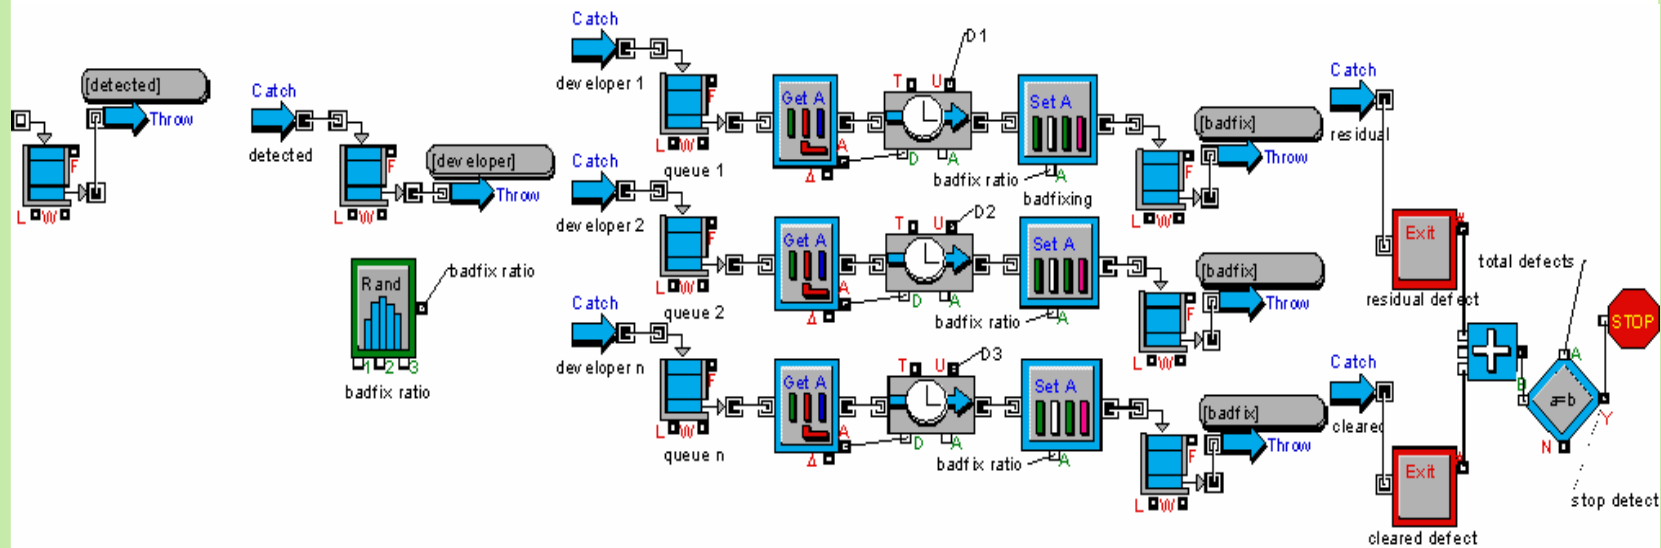 [detected]
Throw
F
L W
Catch
detected
F
L W
[developer]
Throw
Rand
1 2 3
badfix ratio
badfix ratio
Catch
developer 1
F
L W
queue 1
Get A
A
Δ
T U
D1
D A
Set A
A
badfix ratio
badfixing
F
L W
[badfix]
Throw
Catch
developer 2
F
L W
queue 2
Get A
A
Δ
T U
D2
D A
Set A
A
badfix ratio
F
L W
[badfix]
Throw
Catch
developer n
F
L W
queue n
Get A
A
Δ
T U
D3
D A
Set A
A
badfix ratio
F
L W
[badfix]
Throw
Catch
residual
Exit
residual defect
Catch
cleared
Exit
cleared defect
total defects
A
B
a=b
Y
N
STOP
stop detect